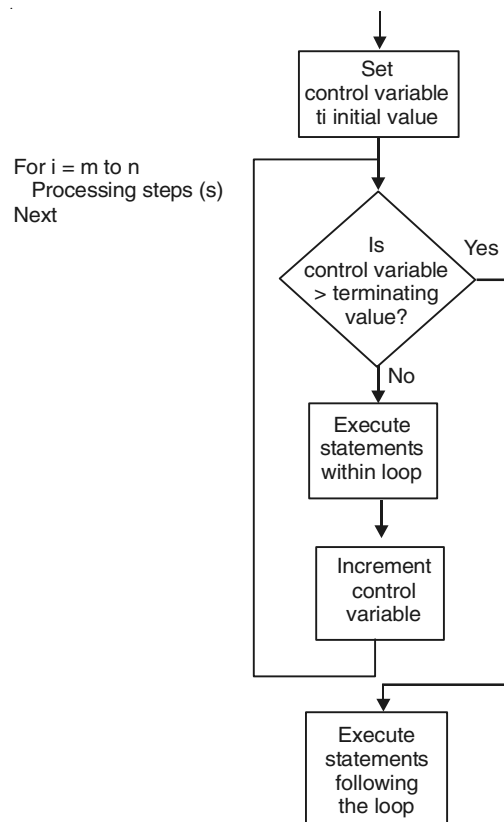 Set
control variable
ti initial value
For i = m to n
Processing steps (s)
Next
Is
control variable
> terminating
value?
Yes
No
Execute
statements
within loop
Increment
control
variable
Execute
statements
following
the loop